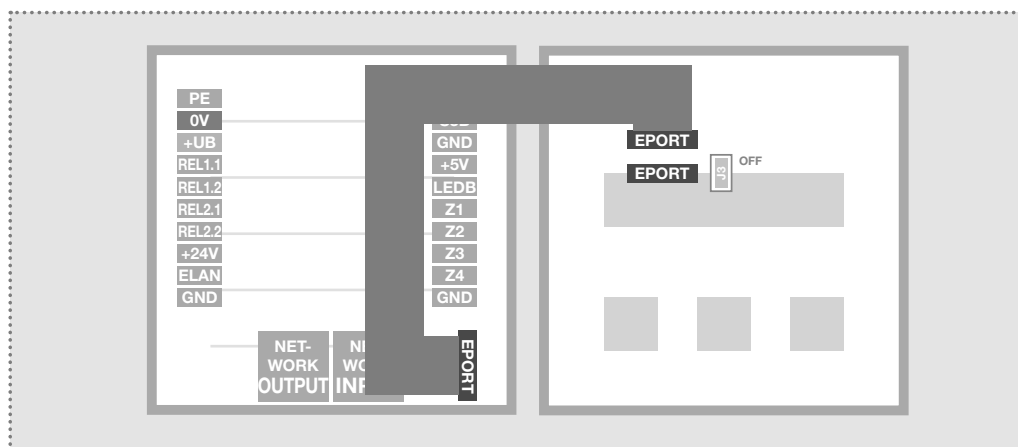 PE
0V
+UB
REL1.1
REL1.2
REL2.1
REL2.2
+24V
ELAN
GND
GND
+5V
LEDB
Z1
Z2
Z3
Z4
GND
NET-
WORK
OUTPUT
EPORT
EPORT
EPORT
J3
OFF